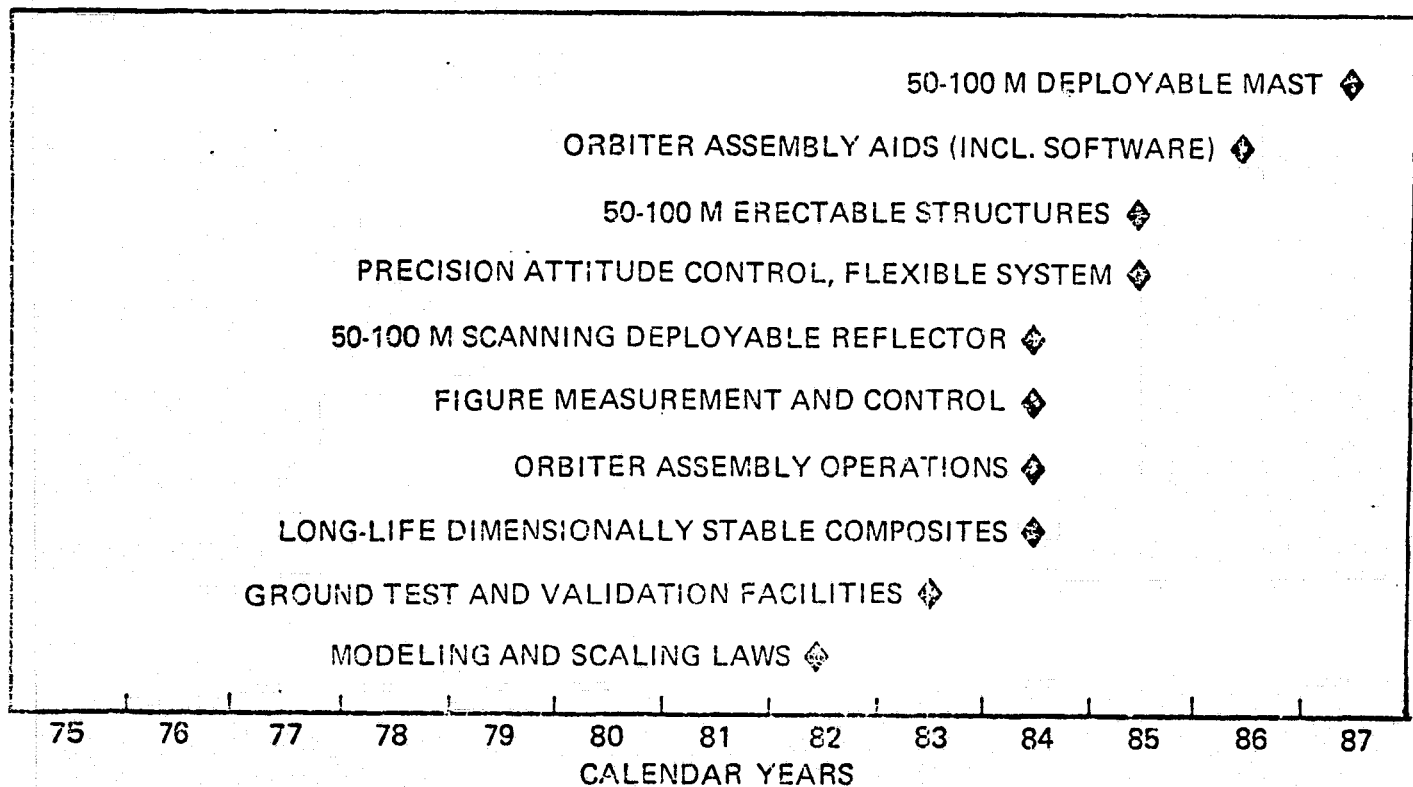 50-100 M DEPLOYABLE MAST
ORBITER ASSEMBLY AIDS (INCL. SOFTWARE)
50-100 M ERECTABLE STRUCTURES
PRECISION ATTITUDE CONTROL, FLEXIBLE SYSTEM
50-100 M SCANNING DEPLOYABLE REFLECTOR
FIGURE MEASUREMENT AND CONTROL
ORBITER ASSEMBLY OPERATIONS
LONG-LIFE DIMENSIONALLY STABLE COMPOSITES
GROUND TEST AND VALIDATION FACILITIES
MODELING AND SCALING LAWS
75 76 77 78 79 80 81 82 83 84 85 86 87
CALENDAR YEARS